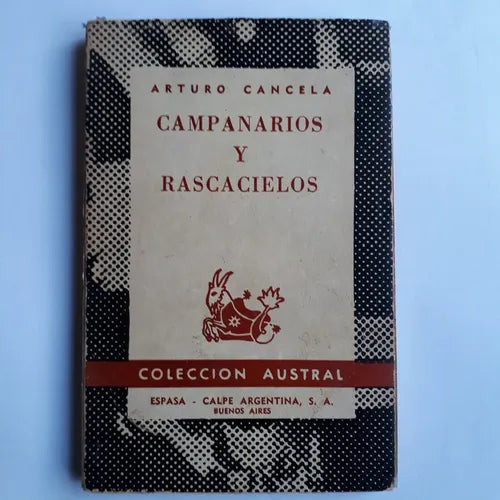 ARTURO CANCELA
CAMPANARIOS
Y
RASCACIELOS
COLECCION AUSTRAL
ESPASA - CALPE ARGENTINA, S. A.
BUENOS AIRES